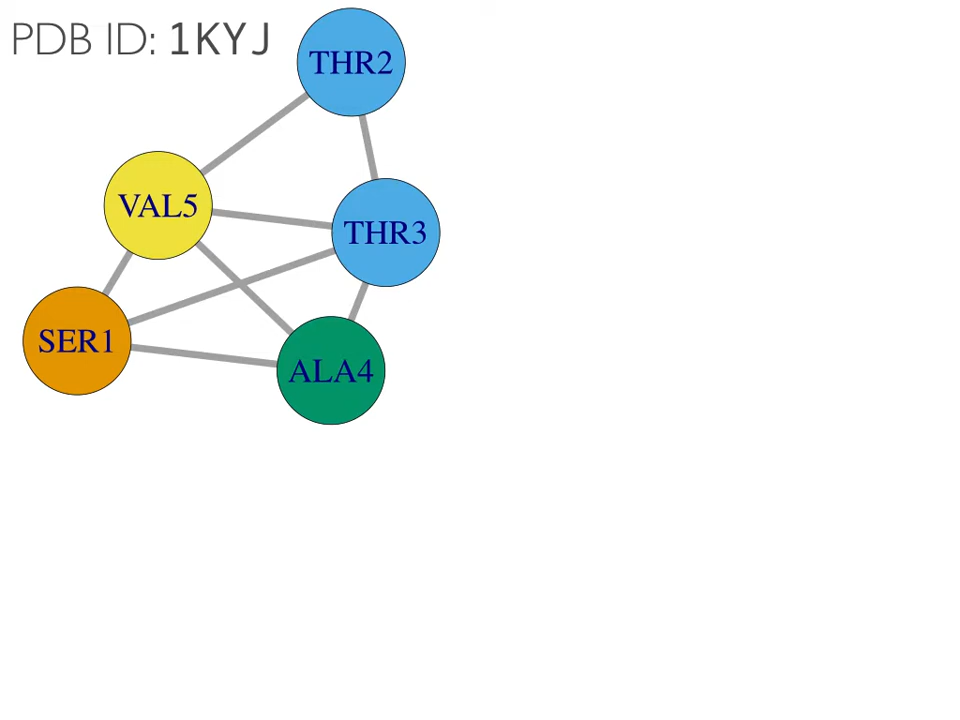 PDB ID: 1KYJ
THR2
VAL5
THR3
SER1
ALA4